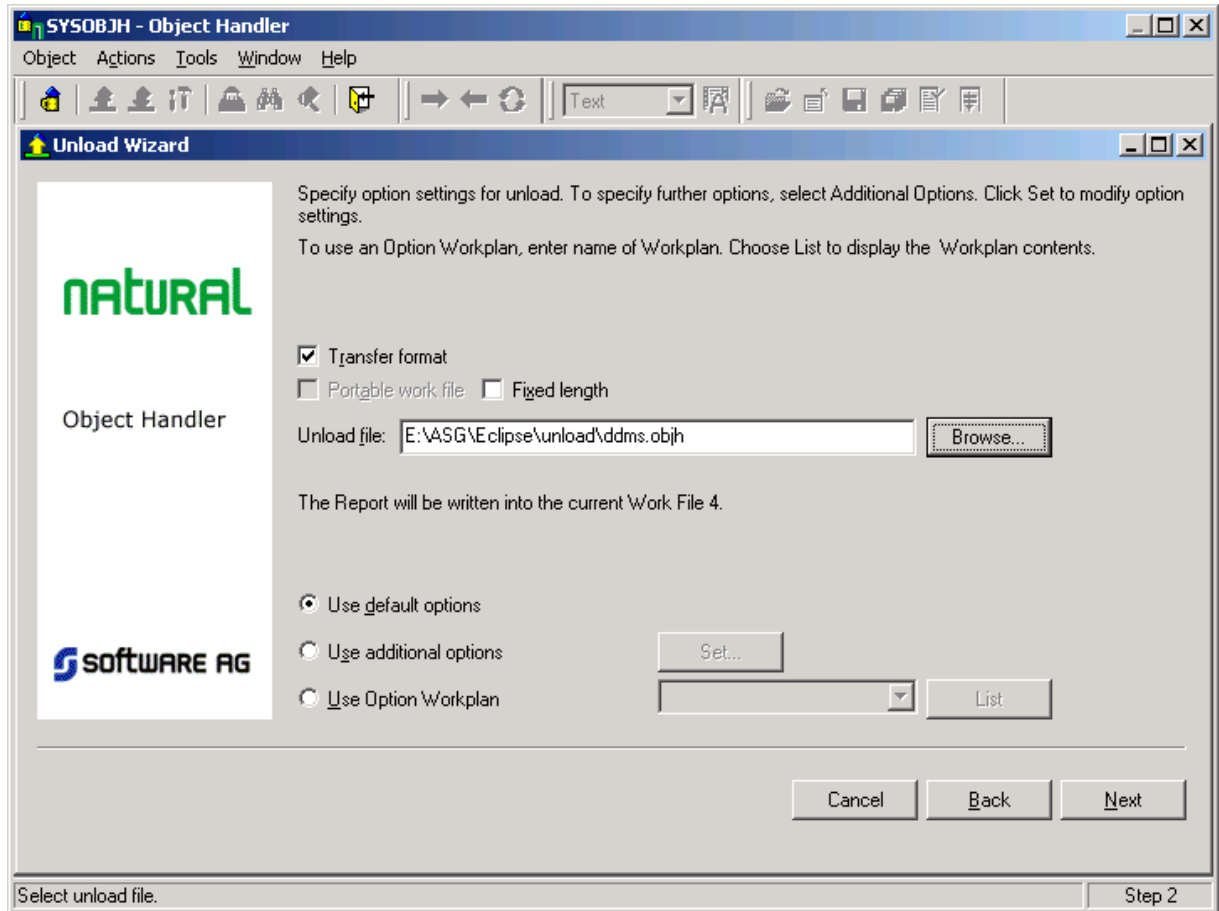 SYSOBJH - Object Handler
Object Actions Tools Window Help
Text
Unload Wizard
Specify option settings for unload. To specify further options, select Additional Options. Click Set to modify option
settings.
To use an Option Workplan, enter name of Workplan. Choose List to display the Workplan contents.
natural
Transfer format
Portable work file Fixed length
Object Handler
Unload file: E:\ASG\Eclipse\unload\ddms.objh Browse...
The Report will be written into the current Work File 4.
Use default options
software AG
Use additional options Set...
Use Option Workplan List
Cancel Back Next
Select unload file. Step 2